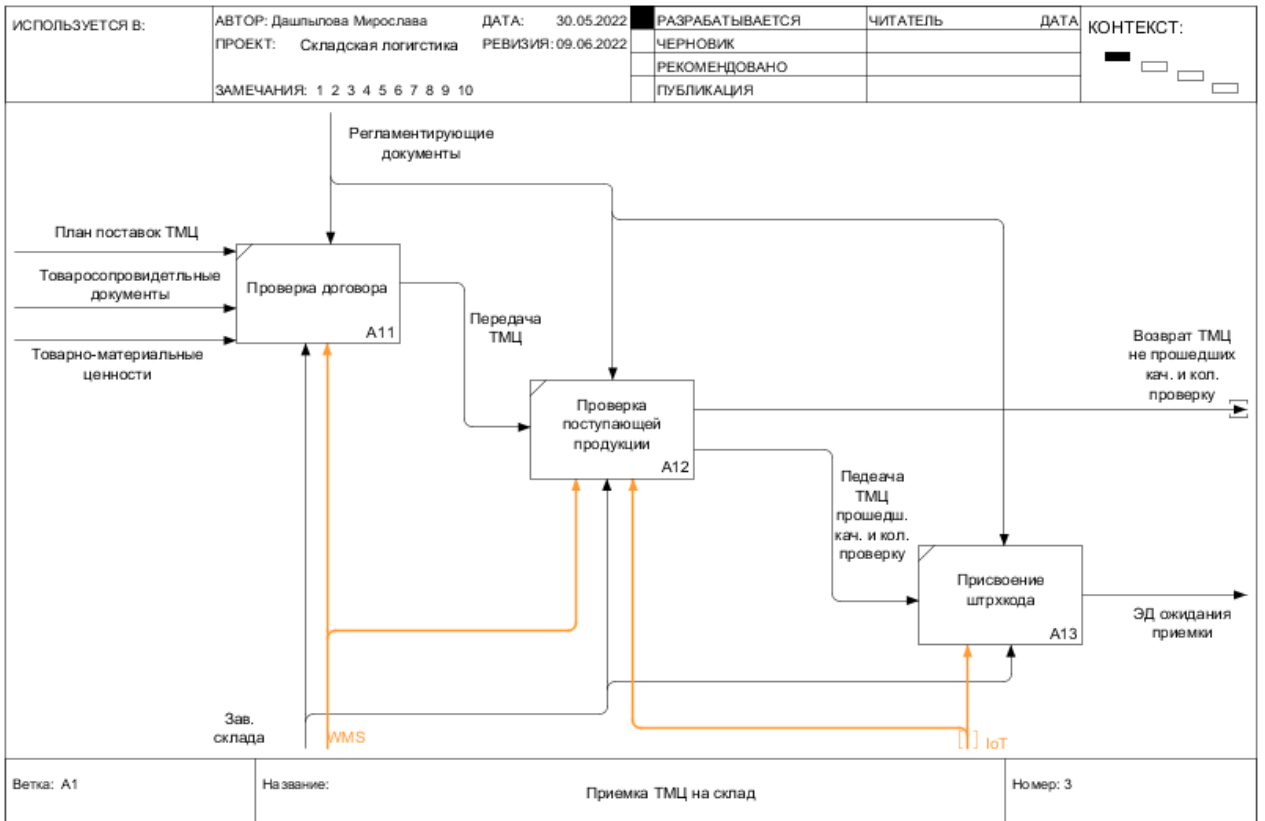 ИСПОЛЬЗУЕТСЯ В:
АВТОР: Дашпылова Мирослава
ДАТА: 30.05.2022
ПРОЕКТ: Складская логигстика
РЕВИЗИЯ: 09.06.2022
ЗАМЕЧАНИЯ: 1 2 3 4 5 6 7 8 9 10
РАЗРАБАТЫВАЕТСЯ
ЧЕРНОВИК
РЕКОМЕНДОВАНО
ПУБЛИКАЦИЯ
ЧИТАТЕЛЬ
ДАТА
КОНТЕКСТ:
Регламентирующие
документы
План поставок ТМЦ
Товаросопровидетльные
документы
Товарно-материальные
ценности
Проверка договора
A11
Передача
ТМЦ
Проверка
поступающей
продукции
A12
Возврат ТМЦ
не прошедших
кач. и кол.
проверку
Педеача
ТМЦ
прошедш.
кач. и кол.
проверку
Присвоение
штрхкода
A13
ЭД ожидания
приемки
Зав.
склада
WMS
IoT
Ветка: A1
Название:
Приемка ТМЦ на склад
Номер: 3